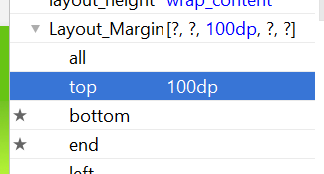 layout_height wrap_content
Layout_Margin [?, ?, 100dp, ?, ?]
all
top 100dp
bottom
end
left